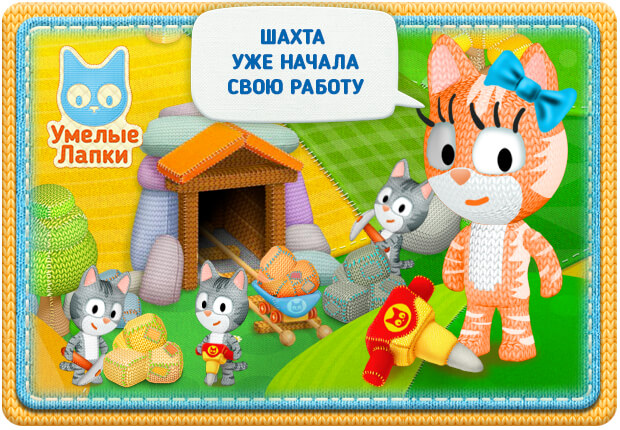 ШАХТА
УЖЕ НАЧАЛА
СВОЮ РАБОТУ
Умелые
Лапки